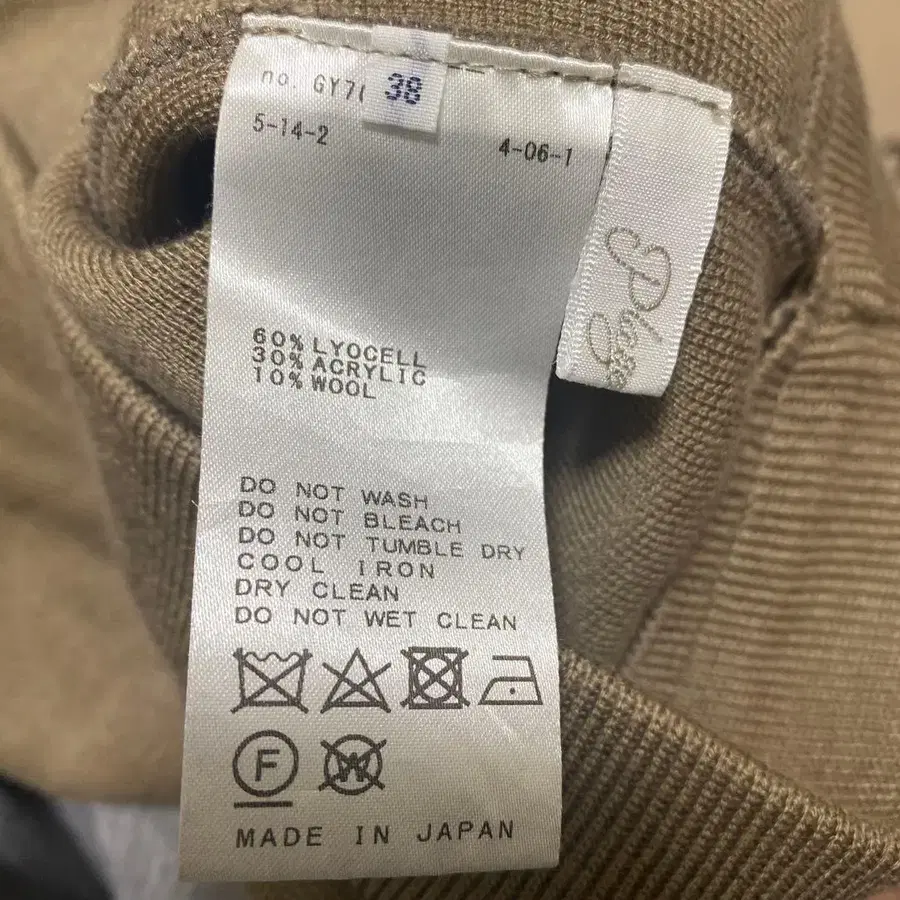 no. GY7
38
5-14-2
4-06-1
60% LYOCELL
30% ACRYLIC
10% WOOL
DO NOT WASH
DO NOT BLEACH
DO NOT TUMBLE DRY
COOL IRON
DRY CLEAN
DO NOT WET CLEAN
F
W
MADE IN JAPAN